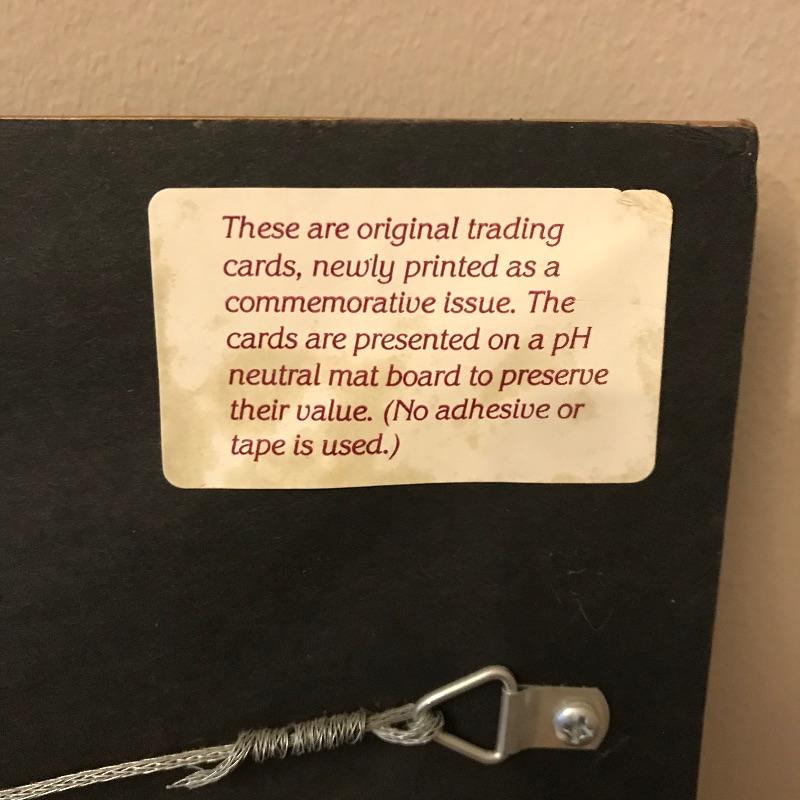 These are original trading
cards, newly printed as a
commemorative issue. The
cards are presented on a pH
neutral mat board to preserve
their value. (No adhesive or
tape is used.)